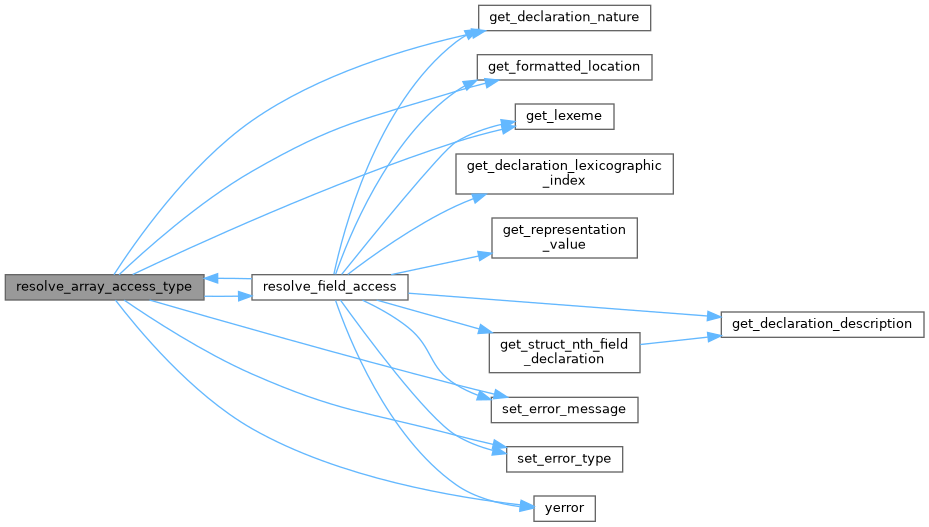 get_declaration_nature
get_formatted_location
get_lexeme
get_declaration_lexicographic
_index
get_representation
_value
resolve_array_access_type
resolve_field_access
get_declaration_description
get_struct_nth_field
_declaration
set_error_message
set_error_type
yerror